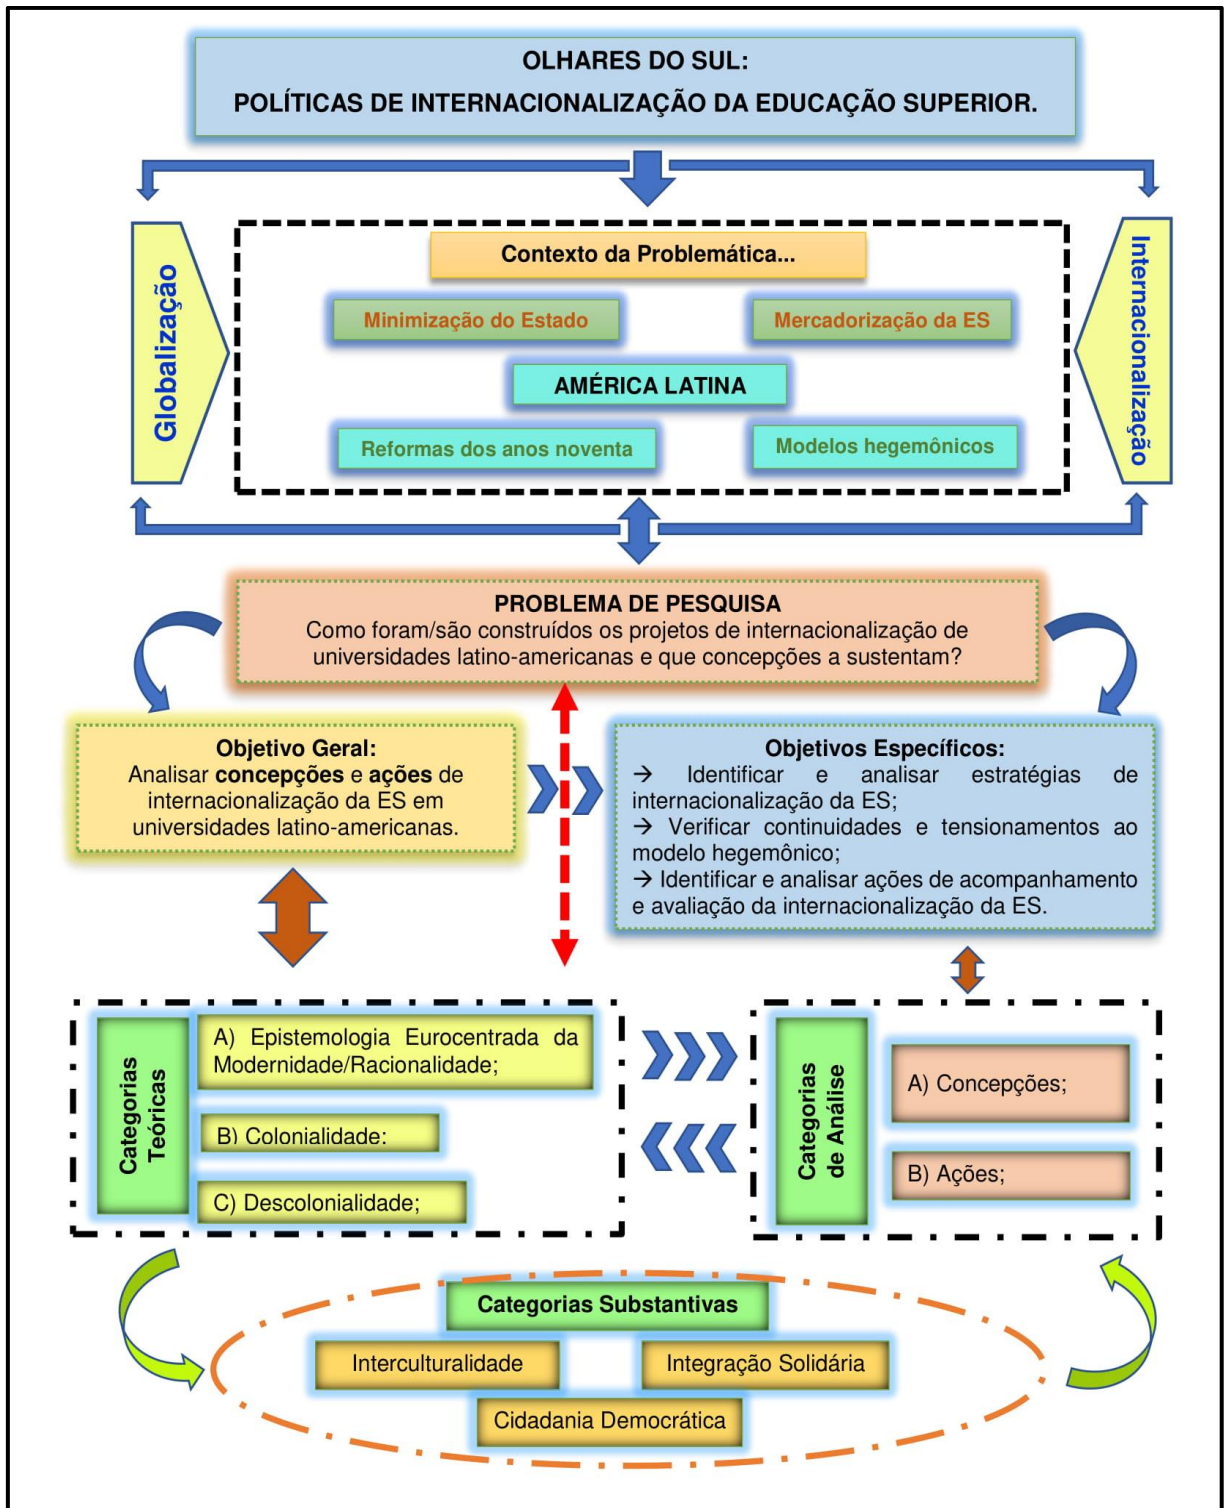 OLHARES DO SUL:
POLÍTICAS DE INTERNACIONALIZAÇÃO DA EDUCAÇÃO SUPERIOR.
Globalização
Contexto da Problemática...
Minimização do Estado
Mercadorização da ES
AMÉRICA LATINA
Reformas dos anos noventa
Modelos hegemônicos
Internacionalização
PROBLEMA DE PESQUISA
Como foram/são construídos os projetos de internacionalização de
universidades latino-americanas e que concepções a sustentam?
Objetivo Geral:
Analisar concepções e ações de
internacionalização da ES em
universidades latino-americanas.
Objetivos Específicos:
→ Identificar e analisar estratégias de
internacionalização da ES;
→ Verificar continuidades e tensionamentos ao
modelo hegemônico;
→ Identificar e analisar ações de acompanhamento
e avaliação da internacionalização da ES.
Categorias
Teóricas
A) Epistemologia Eurocentrada da
Modernidade/Racionalidade;
B) Colonialidade:
C) Descolonialidade;
Categorias
de Análise
A) Concepções;
B) Ações;
Categorias Substantivas
Interculturalidade
Integração Solidária
Cidadania Democrática